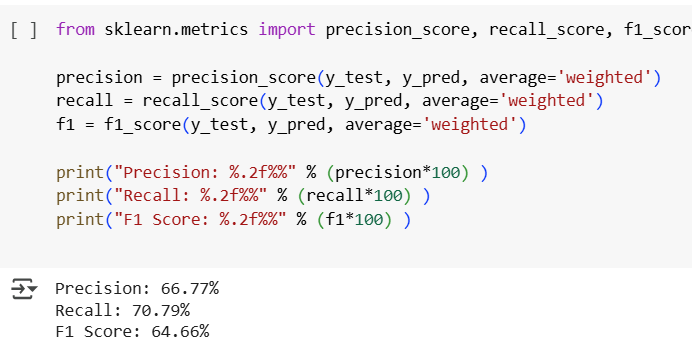 [ ] from sklearn.metrics import precision_score, recall_score, f1_scor
precision = precision_score(y_test, y_pred, average='weighted')
recall = recall_score(y_test, y_pred, average='weighted')
f1 = f1_score(y_test, y_pred, average='weighted')
print("Precision: %.2f%%" % (precision*100) )
print("Recall: %.2f%%" % (recall*100) )
print("F1 Score: %.2f%%" % (f1*100) )
Precision: 66.77%
Recall: 70.79%
F1 Score: 64.66%